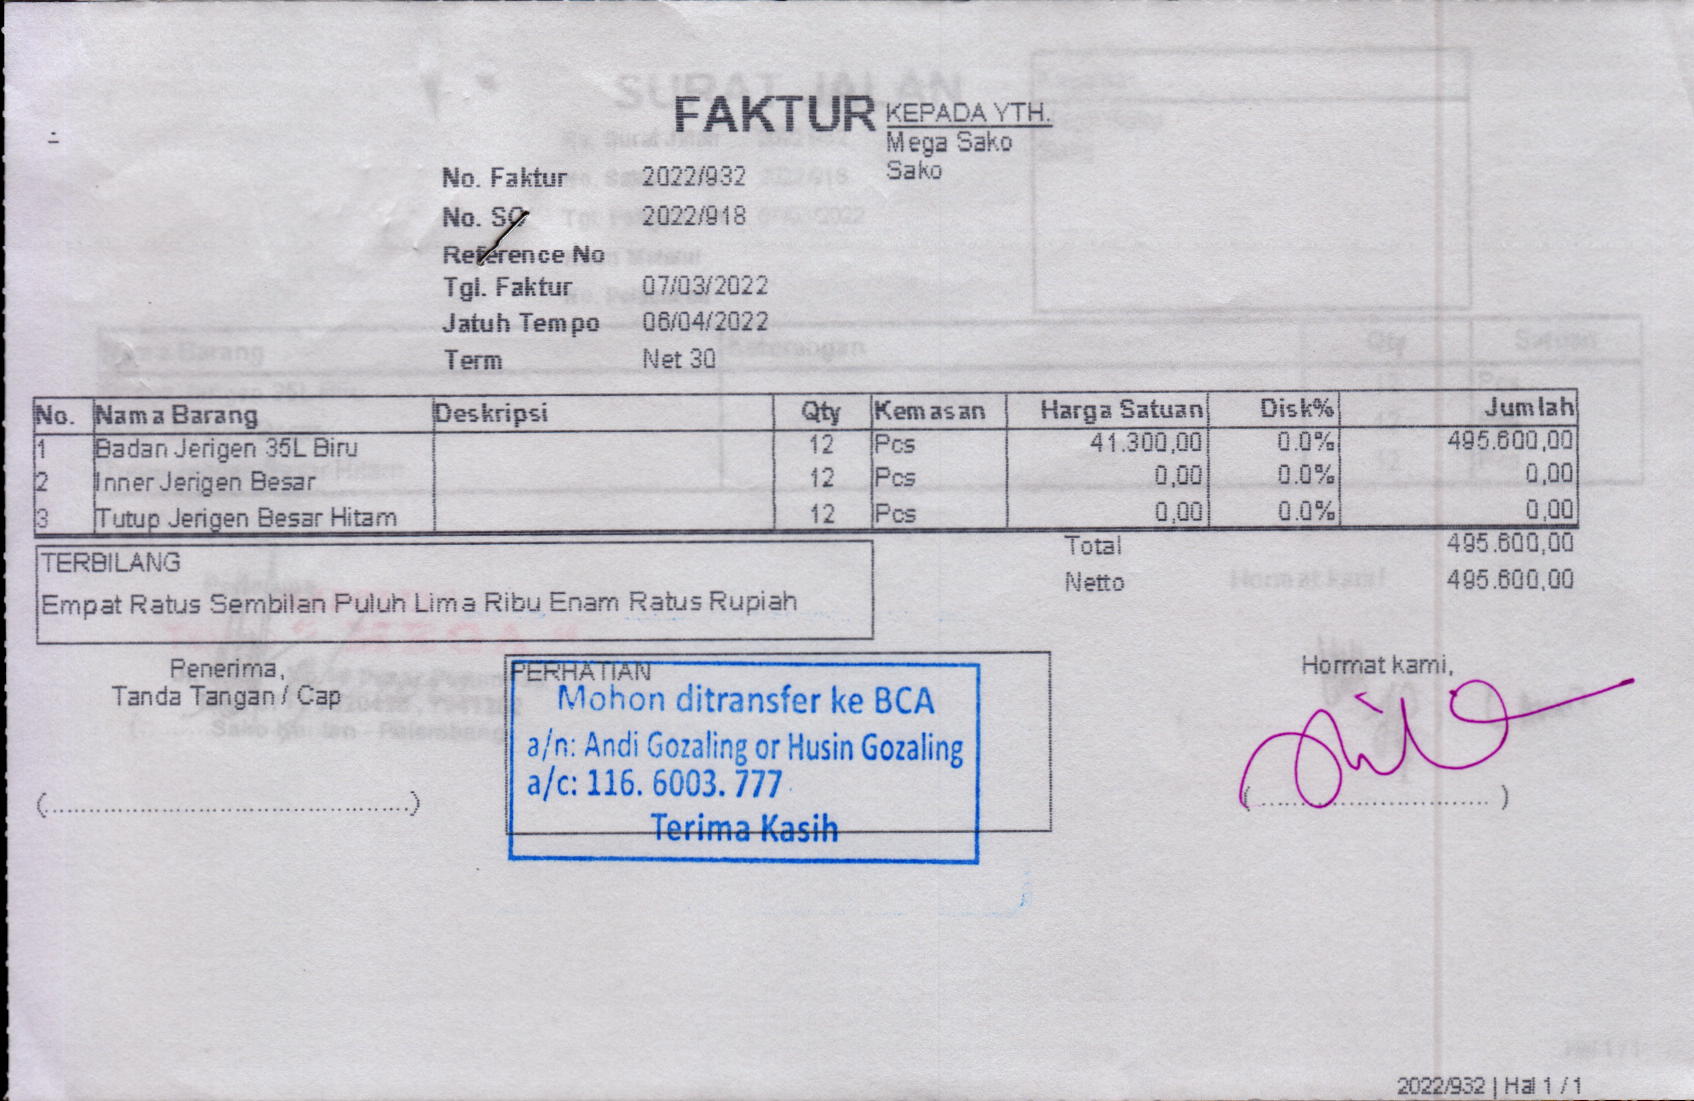 FAKTUR
KEPADA YTH.
Mega Sako
Sako
No. Faktur 2022/932
No. SO 2022/918
Reference No
Tgl. Faktur 07/03/2022
Jatuh Tempo 06/04/2022
Term Net 30
No. Nama Barang Deskripsi Qty Kemasan Harga Satuan Disk% Jumlah
1 Badan Jerigen 35L Biru 12 Pcs 41.300,00 0.0% 495.600,00
2 Inner Jerigen Besar 12 Pcs 0,00 0.0% 0,00
3 Tutup Jerigen Besar Hitam 12 Pcs 0,00 0.0% 0,00
Total 495.600,00
Netto 495.600,00
TERBILANG
Empat Ratus Sembilan Puluh Lima Ribu Enam Ratus Rupiah
Penerima,
Tanda Tangan / Cap
(........................................)
PERHATIAN
Mohon ditransfer ke BCA
a/n: Andi Gozaling or Husin Gozaling
a/c: 116. 6003. 777
Terima Kasih
Hormat kami,
(.............................)
2022/932 | Hal 1 / 1